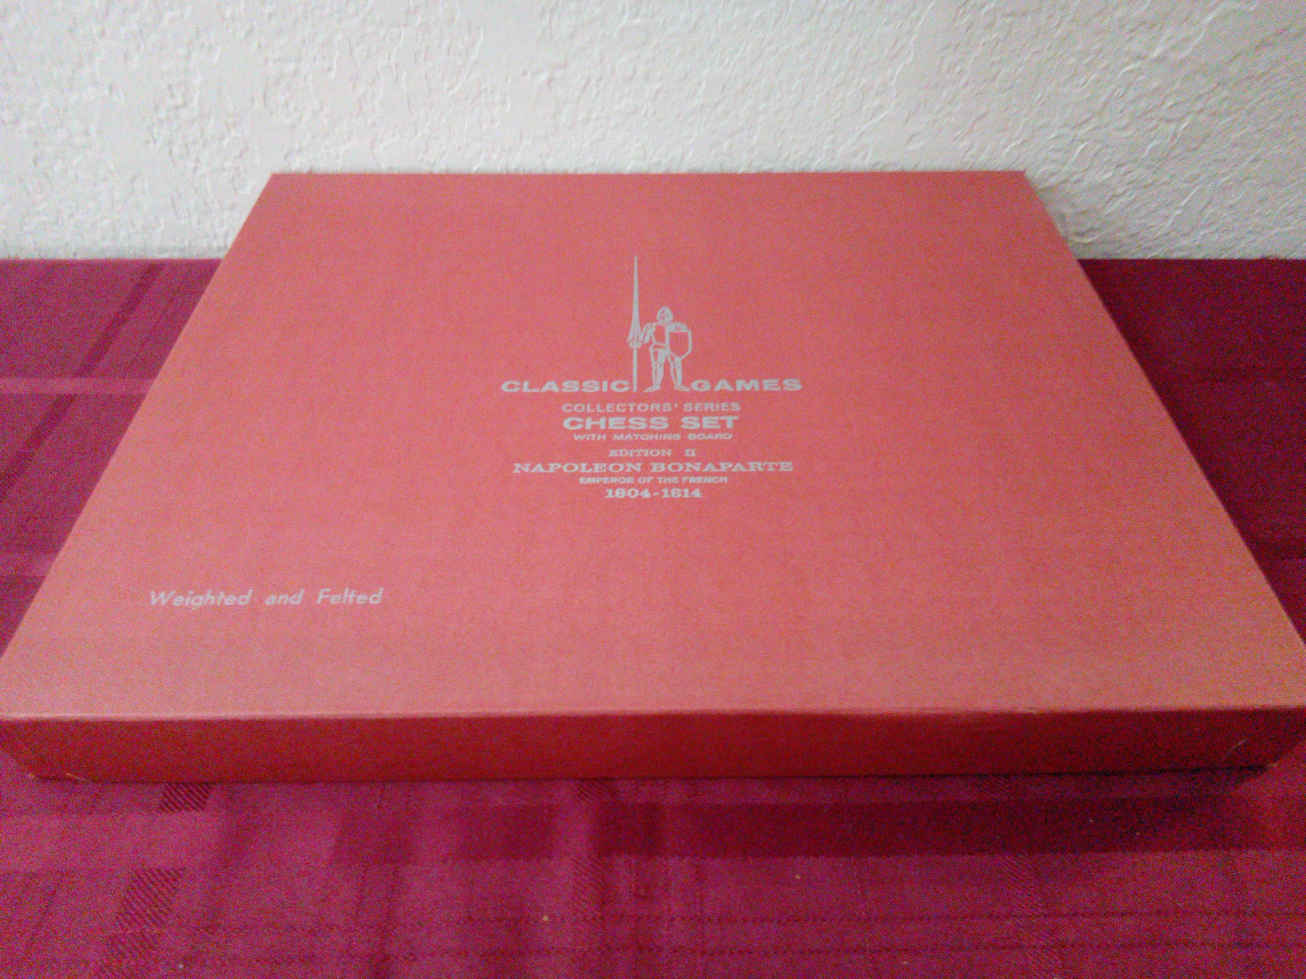 CLASSIC GAMES
COLLECTORS' SERIES
CHESS SET
WITH MATCHING BOARD
EDITION II
NAPOLEON BONAPARTE
EMPEROR OF THE FRENCH
1804-1814
Weighted and Felted